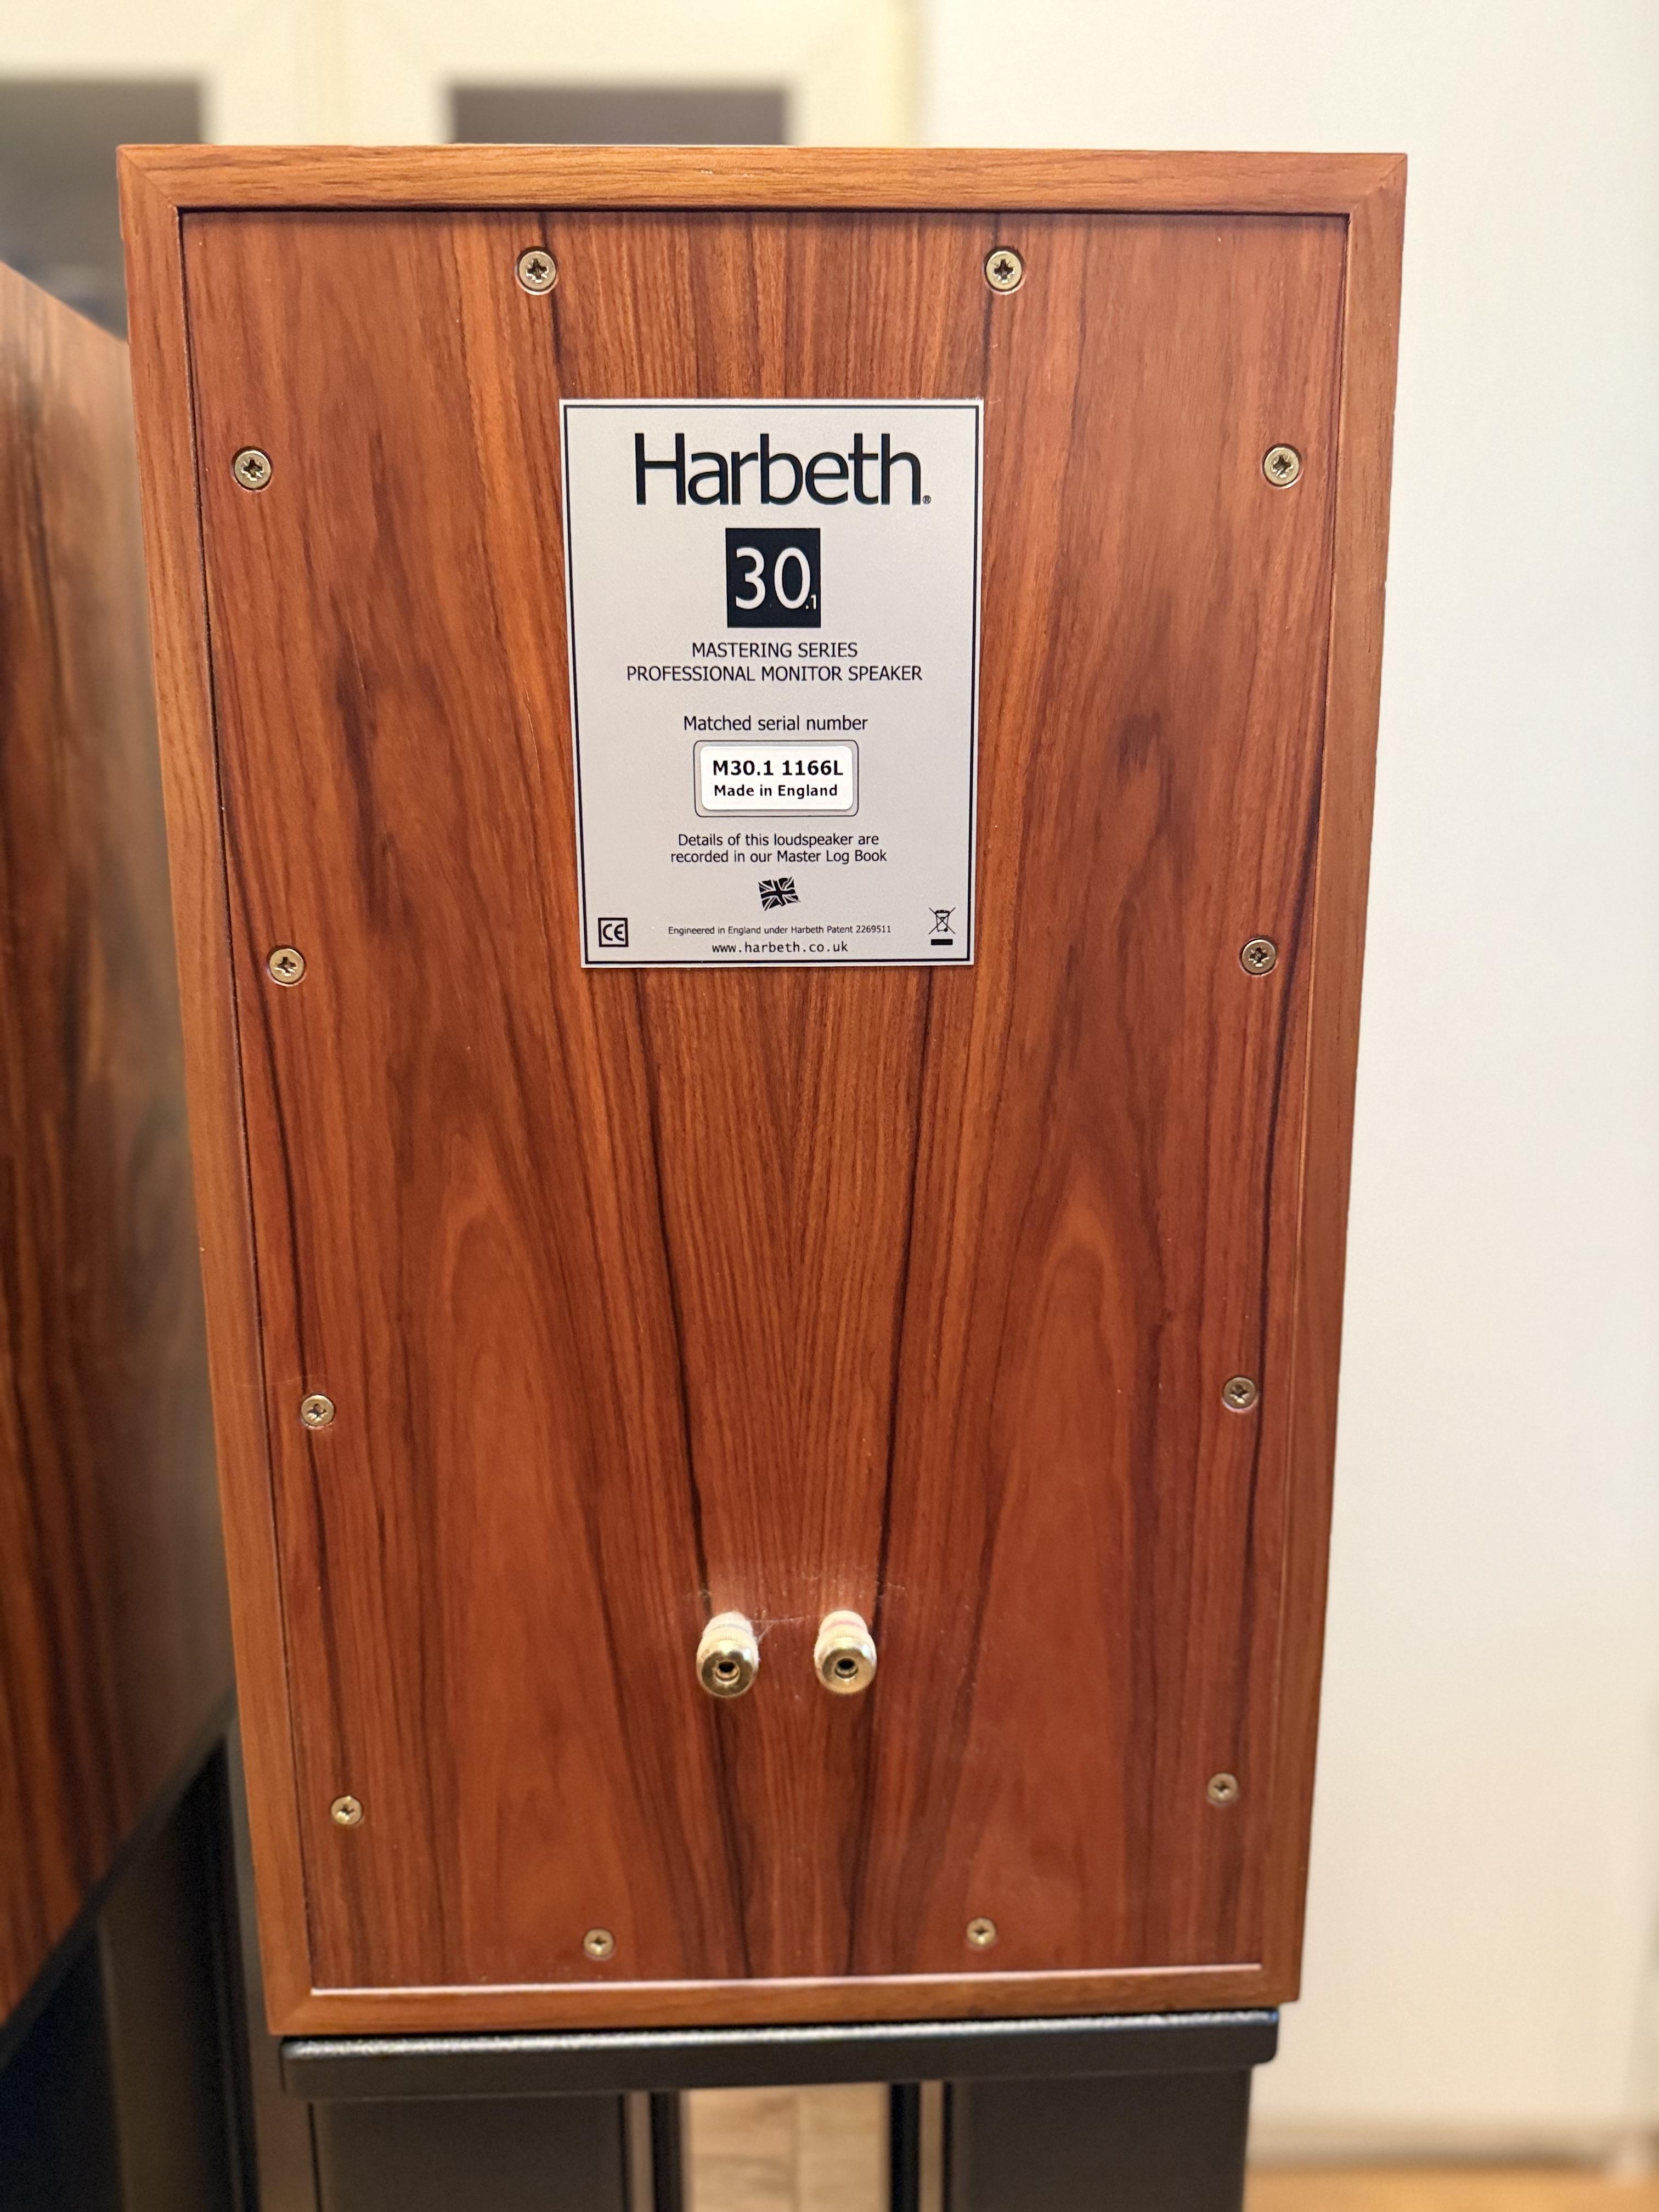 Harbeth®
30.1
MASTERING SERIES
PROFESSIONAL MONITOR SPEAKER
Matched serial number
M30.1 1166L
Made in England
Details of this loudspeaker are
recorded in our Master Log Book
CE
Engineered in England under Harbeth Patent 2269511
www.harbeth.co.uk